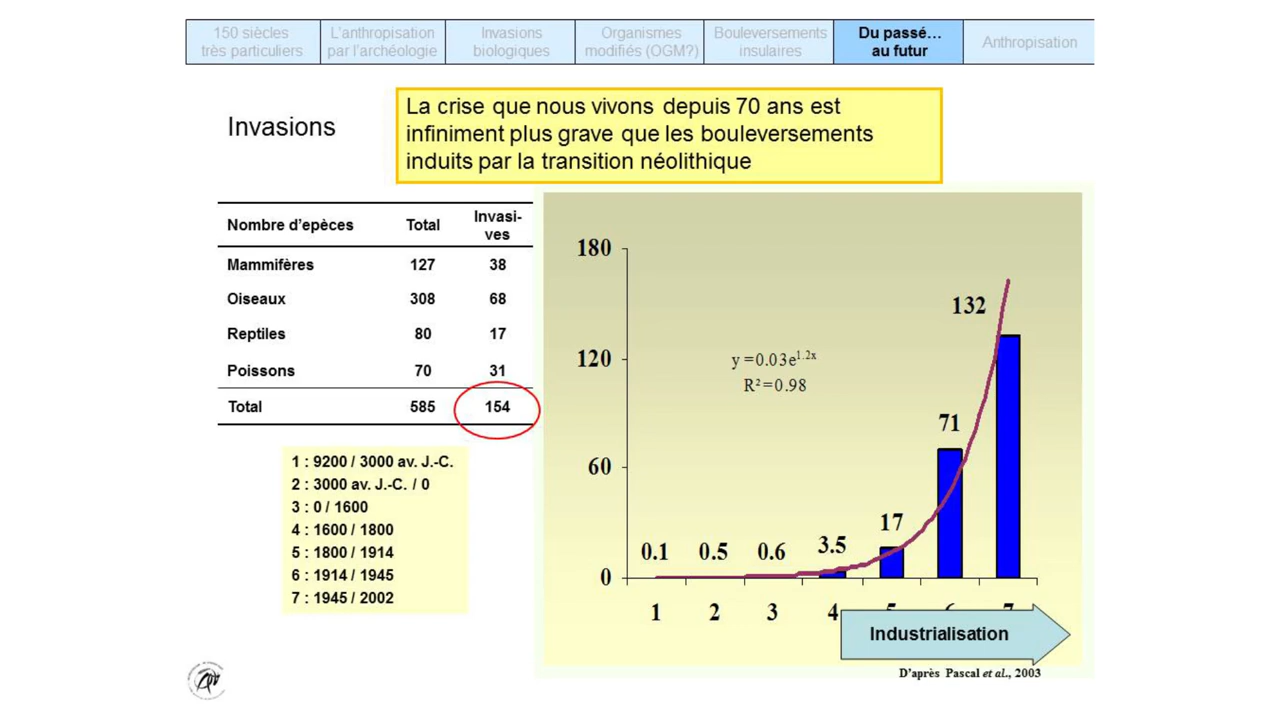 150 siècles
très particuliers
L'anthropisation
par l'archéologie
Invasions
biologiques
Organismes
modifiés (OGM?)
Bouleversements
insulaires
Du passé…
au futur
Anthropisation
Invasions
La crise que nous vivons depuis 70 ans est
infiniment plus grave que les bouleversements
induits par la transition néolithique
Nombre d'epèces Total Invasi-
ves
Mammifères 127 38
Oiseaux 308 68
Reptiles 80 17
Poissons 70 31
Total 585 154
1 : 9200 / 3000 av. J.-C.
2 : 3000 av. J.-C. / 0
3 : 0 / 1600
4 : 1600 / 1800
5 : 1800 / 1914
6 : 1914 / 1945
7 : 1945 / 2002
180
120
60
0
y =0.03e1.2x
R²=0.98
0.1 0.5 0.6 3.5 17 71 132
1 2 3 4
Industrialisation
D'après Pascal et al., 2003